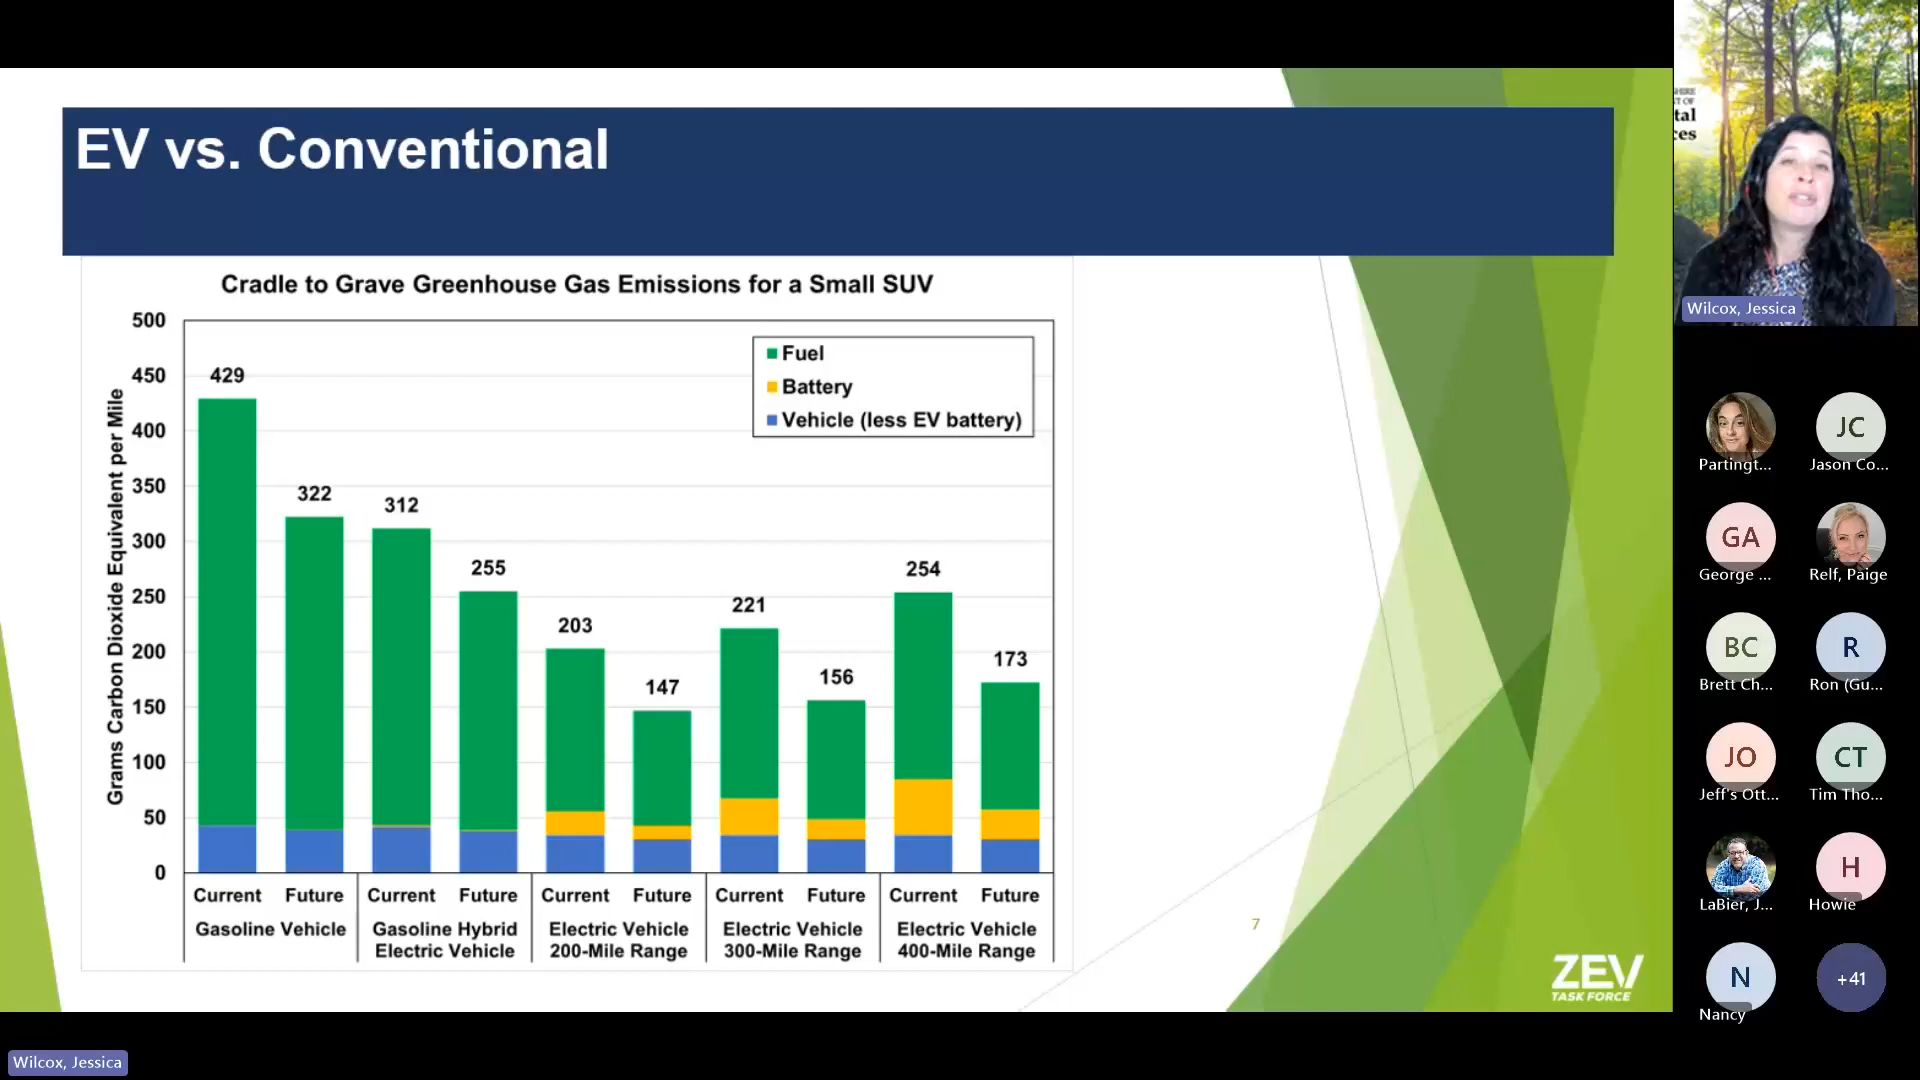 EV vs. Conventional
Cradle to Grave Greenhouse Gas Emissions for a Small SUV
Grams Carbon Dioxide Equivalent per Mile
500
450
400
350
300
250
200
150
100
50
0
Fuel
Battery
Vehicle (less EV battery)
429
322
312
255
203
147
221
156
254
173
Current Future Current Future Current Future Current Future Current Future
Gasoline Vehicle
Gasoline Hybrid
Electric Vehicle
Electric Vehicle
200-Mile Range
Electric Vehicle
300-Mile Range
Electric Vehicle
400-Mile Range
7
ZEV
TASK FORCE
Wilcox, Jessica
Partingt...
JC
Jason Co...
GA
George ...
Relf, Paige
BC
Brett Ch...
R
Ron (Gu...
JO
Jeff's Ott...
CT
Tim Tho...
LaBier, J...
H
Howie
N
Nancy
+41
Wilcox, Jessica